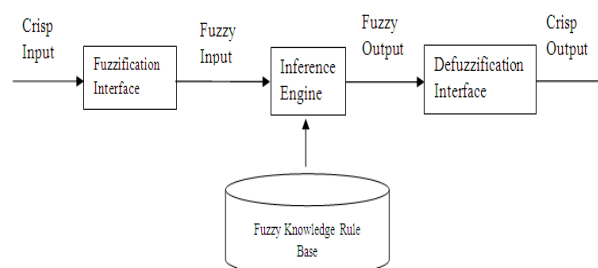 Crisp
Input
Fuzzification
Interface
Fuzzy
Input
Inference
Engine
Fuzzy
Output
Defuzzification
Interface
Crisp
Output
Fuzzy Knowledge Rule
Base